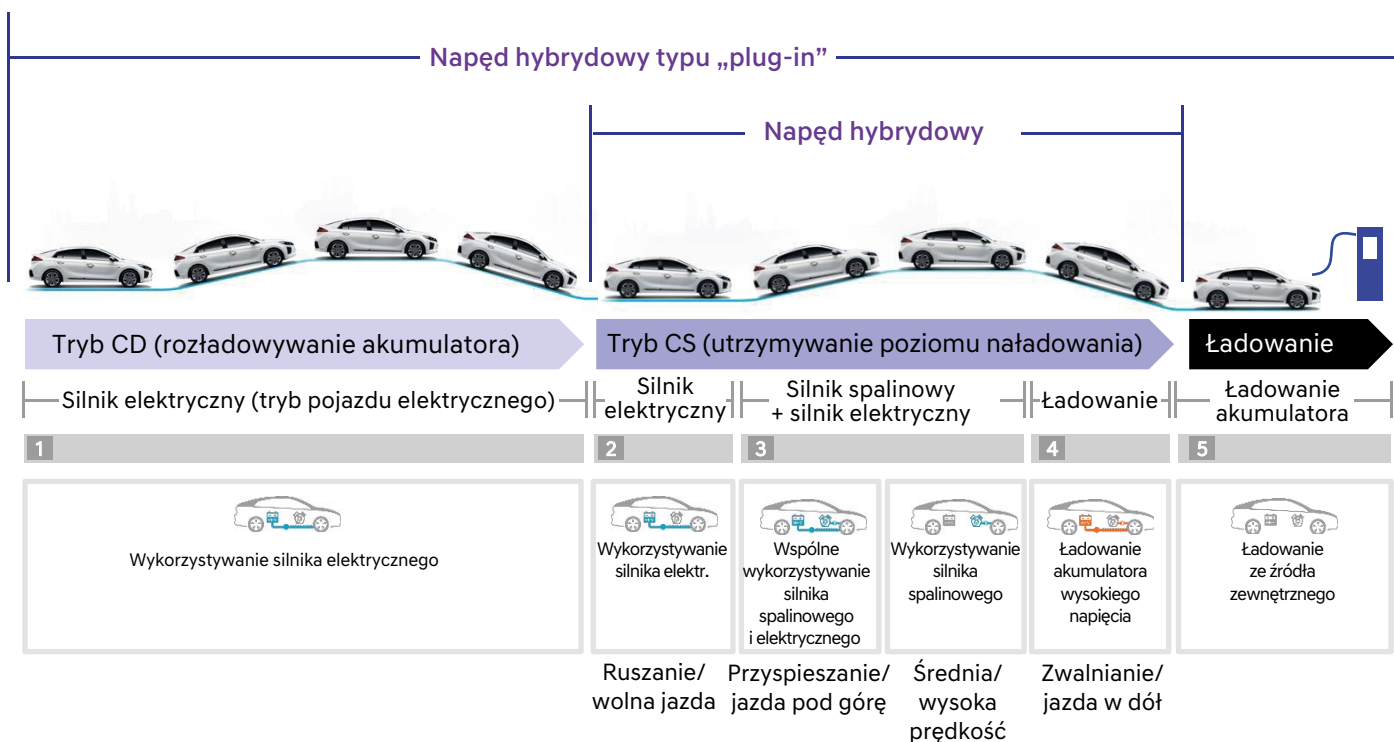 Napęd hybrydowy typu „plug-in”
Napęd hybrydowy
Tryb CD (rozładowywanie akumulatora)
Tryb CS (utrzymywanie poziomu naładowania)
Ładowanie
Silnik elektryczny (tryb pojazdu elektrycznego)
Silnik
elektryczny
Silnik spalinowy
+ silnik elektryczny
Ładowanie
Ładowanie
akumulatora
1
2
3
4
5
Wykorzystywanie silnika elektrycznego
Wykorzystywanie
silnika elektr.
Wspólne
wykorzystywanie
silnika
spalinowego
i elektrycznego
Wykorzystywanie
silnika
spalinowego
Ładowanie
akumulatora
wysokiego
napięcia
Ładowanie
ze źródła
zewnętrznego
Ruszanie/
wolna jazda
Przyspieszanie/
jazda pod górę
Średnia/
wysoka
prędkość
Zwalnianie/
jazda w dół